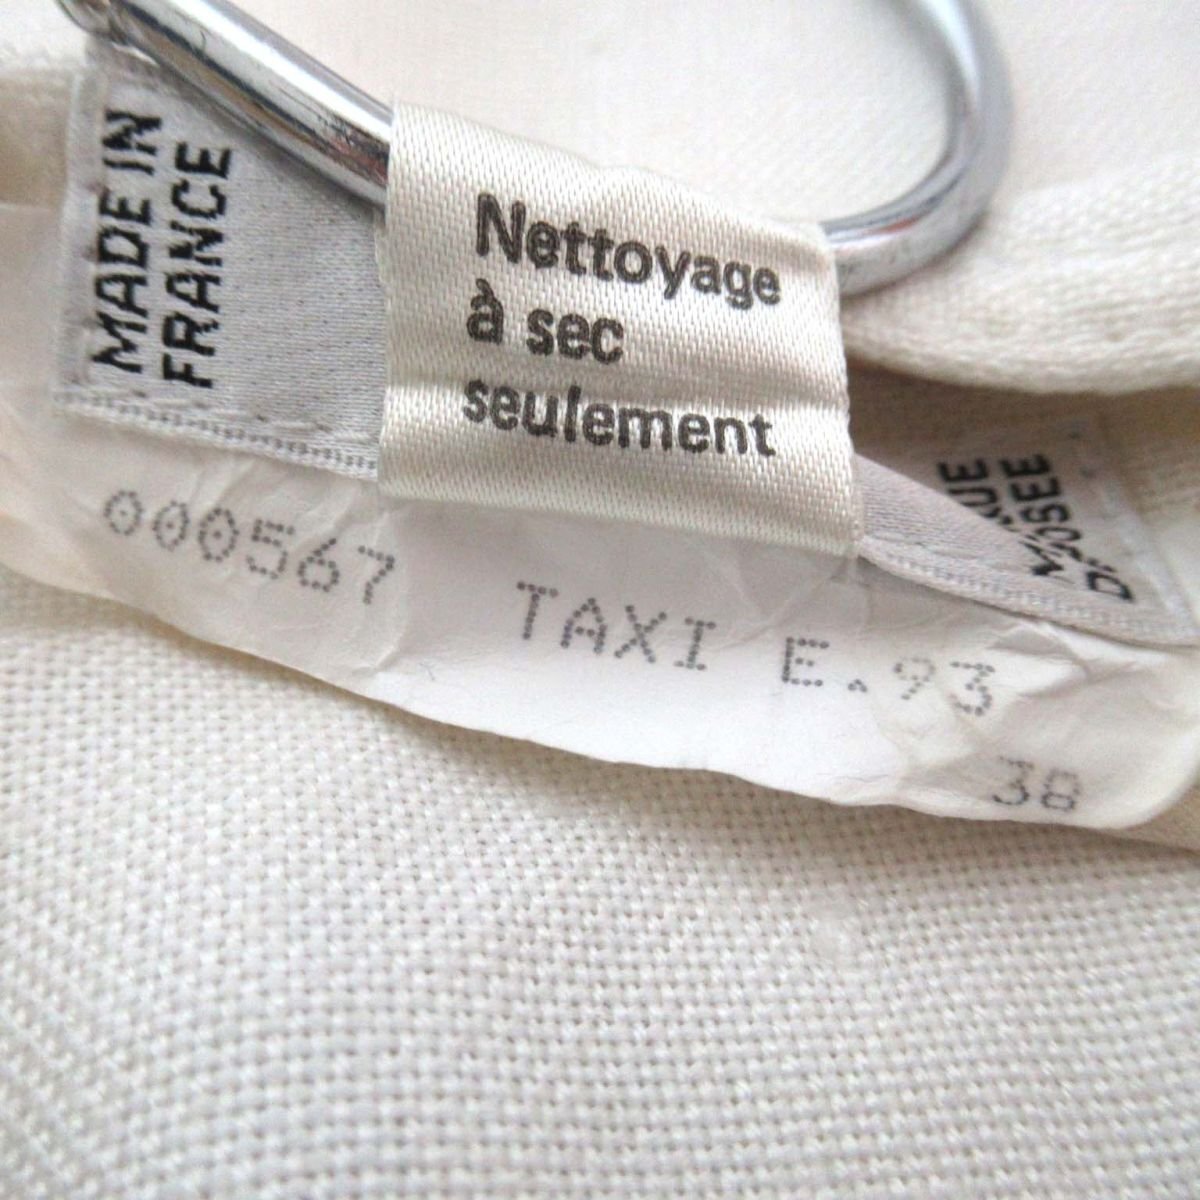 MADE IN
FRANCE
Nettoyage
à sec
seulement
000567 TAXI E.93
38